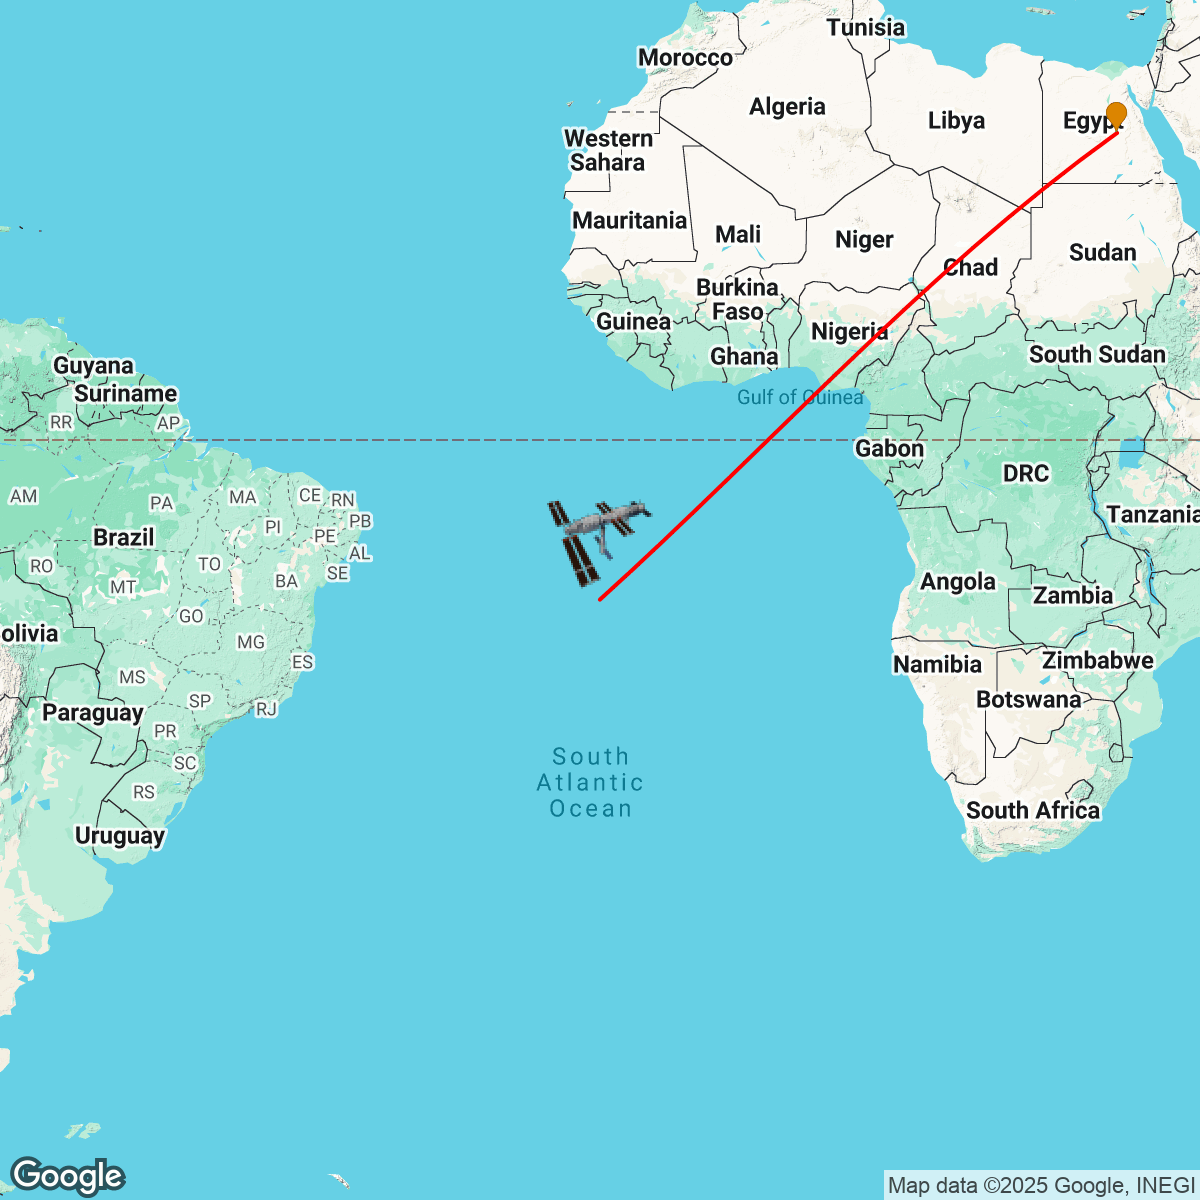 Tunisia
Morocco
Algeria
Libya
Egypt
Western
Sahara
Mauritania
Mali
Niger
Chad
Sudan
Burkina
Faso
Guinea
Nigeria
Ghana
South Sudan
Guyana
Suriname
Gulf of Guinea
RR
AP
Gabon
DRC
AM
PA
MA
CE
RN
PI
PB
PE
Tanzania
Brazil
AL
RO
TO
SE
MT
BA
Angola
Zambia
GO
olivia
MG
ES
Namibia
Zimbabwe
MS
SP
RJ
Botswana
Paraguay
PR
SC
South
Atlantic
Ocean
RS
South Africa
Uruguay
Google
Map data ©2025 Google, INEGI